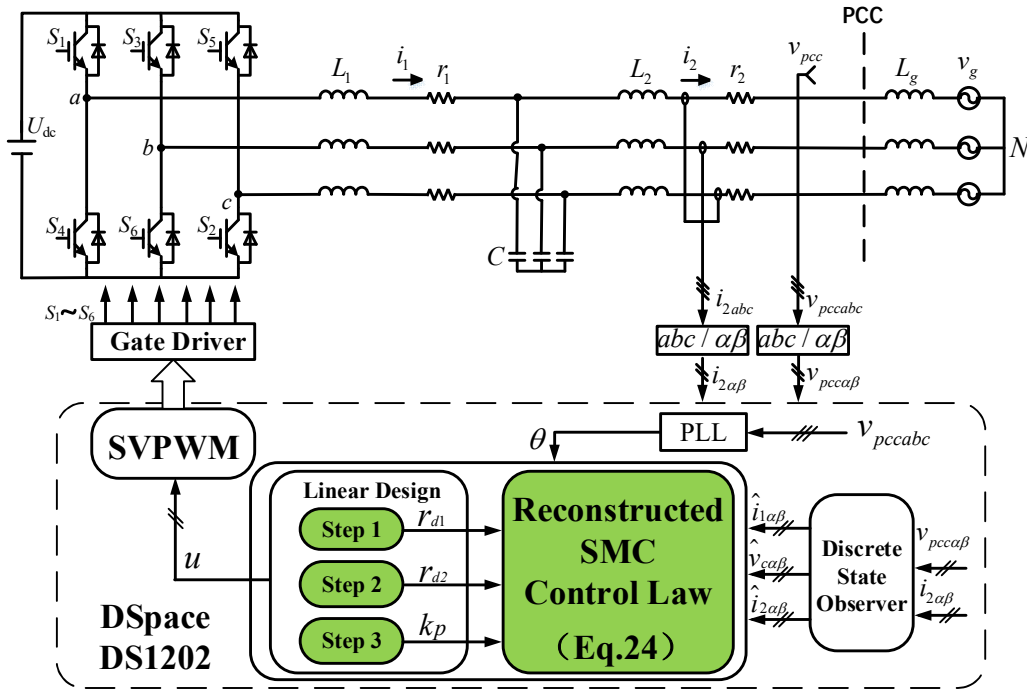 PCC
S1 S3 S5
L1 i1 r1 L2 i2 r2 vpcc Lg vg
a
Udc
b
N
c
S4 S6 S2
C
S1~S6
i2abc vpccabc
Gate Driver
abc / αβ abc / αβ
i2αβ vpccαβ
SVPWM
θ PLL vpccabc
Linear Design
Step 1 rd1
Step 2 rd2
Step 3 kp
Reconstructed
SMC
Control Law
(Eq.24)
î1αβ
v̂cαβ
î2αβ
Discrete
State
Observer
vpccαβ
i2αβ
u
DSpace
DS1202